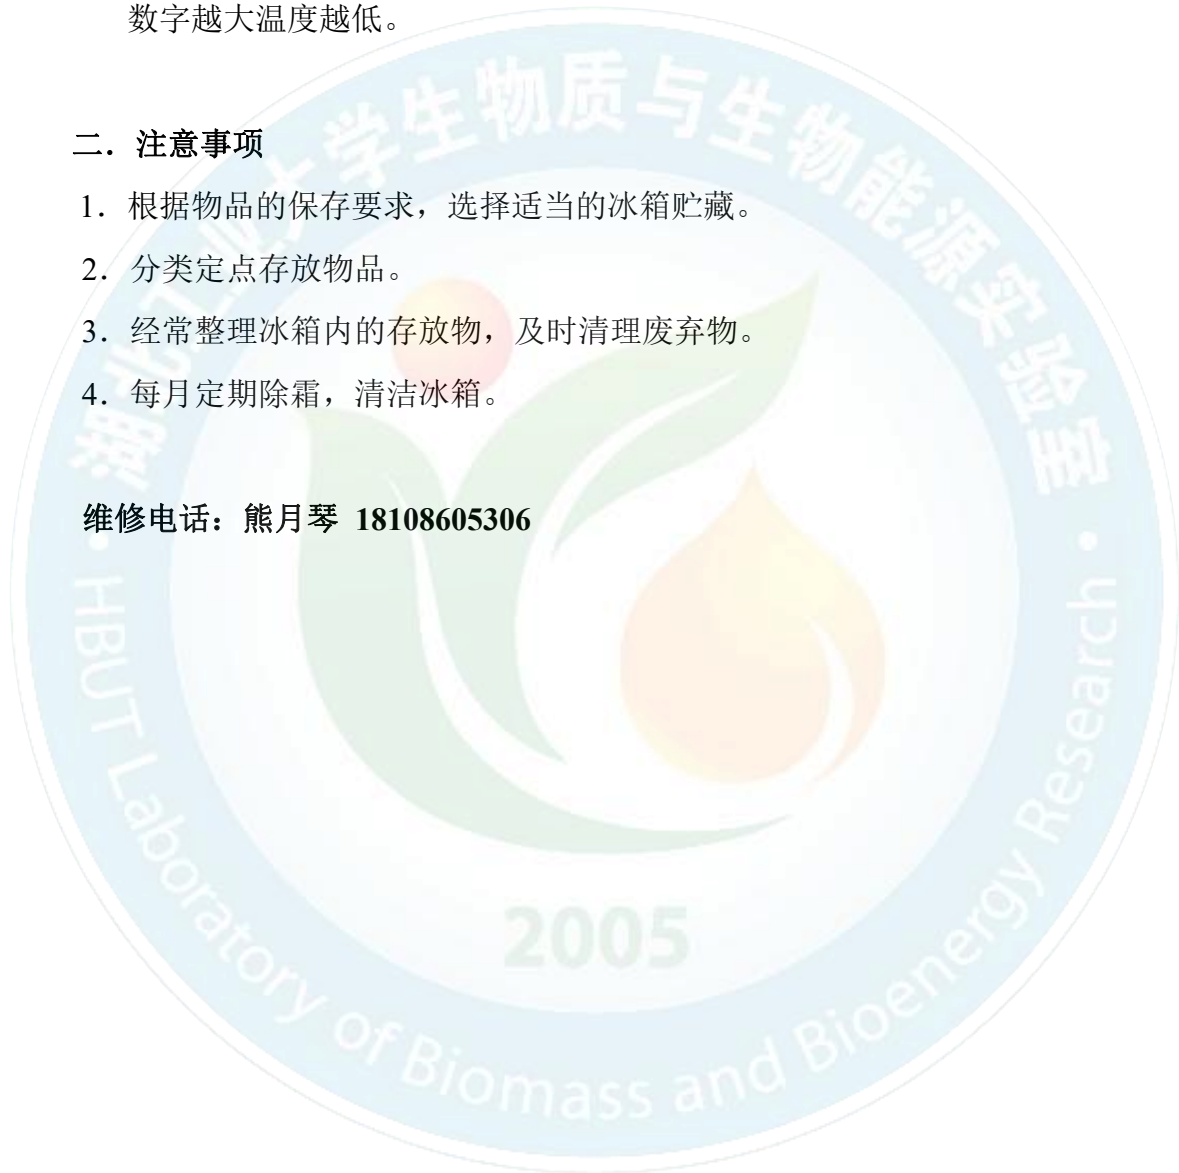 数字越大温度越低。
二．注意事项
1．根据物品的保存要求，选择适当的冰箱贮藏。
2．分类定点存放物品。
3．经常整理冰箱内的存放物，及时清理废弃物。
4．每月定期除霜，清洁冰箱。
维修电话：熊月琴 18108605306
湖北工业大学生物质与生物能源实验室
2005
• HBUT Laboratory of Biomass and Bioenergy Research •